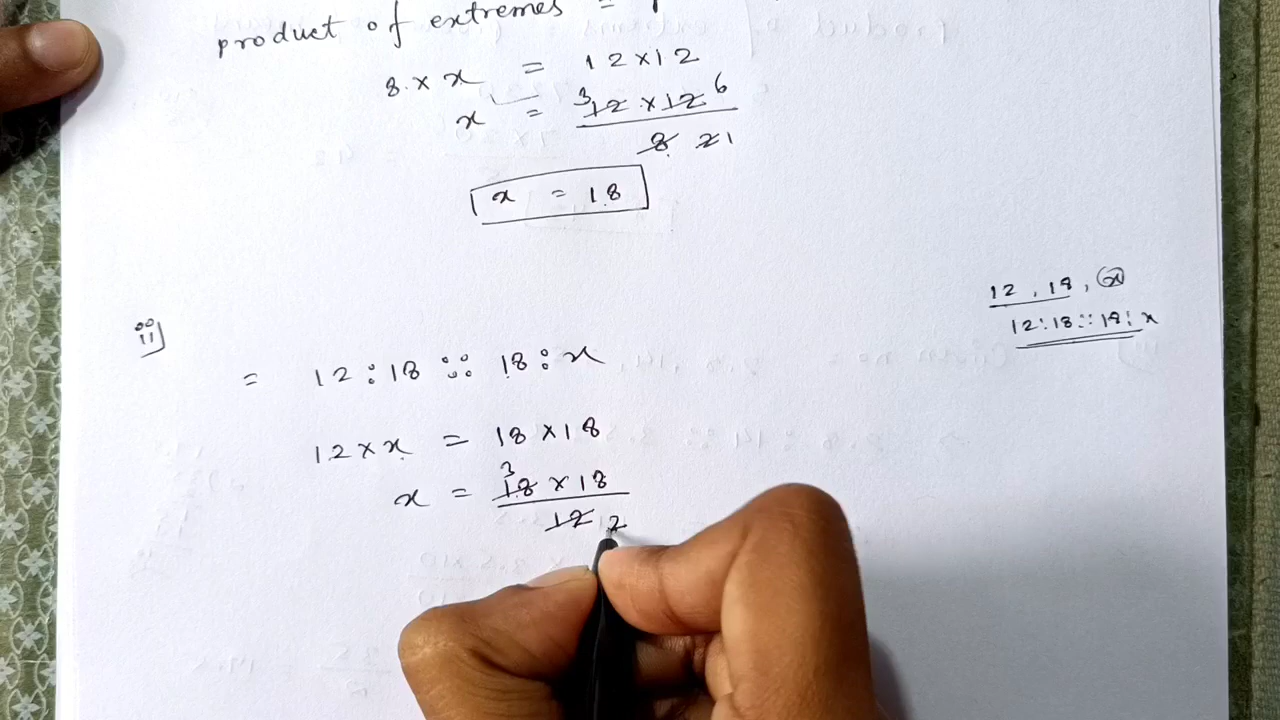 product of extremes =
8 × x = 12 × 12
x = 3 12 × 12 6
8 21
x = 18
12, 18, x
12:18::18:x
ii)
= 12:18 :: 18:x
12 × x = 18 × 18
3
x = 18 × 18
12 2